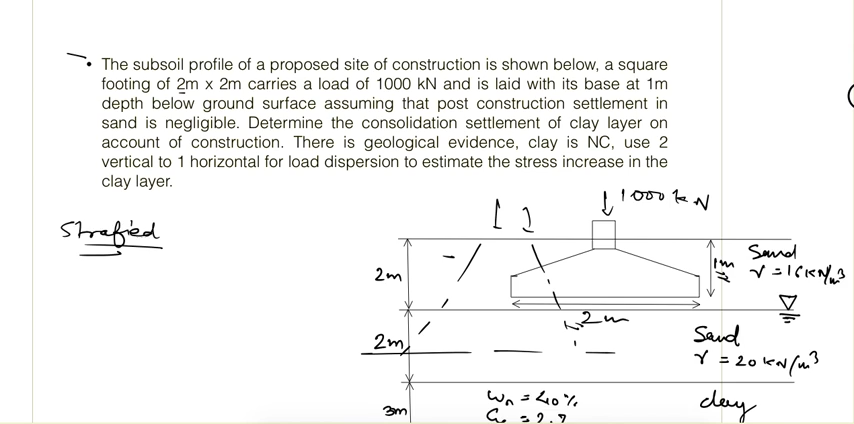 • The subsoil profile of a proposed site of construction is shown below, a square
footing of 2m x 2m carries a load of 1000 kN and is laid with its base at 1m
depth below ground surface assuming that post construction settlement in
sand is negligible. Determine the consolidation settlement of clay layer on
account of construction. There is geological evidence, clay is NC, use 2
vertical to 1 horizontal for load dispersion to estimate the stress increase in the
clay layer.
1000 kN
Strafied
2m
1m
Sand
γ = 16 kN/m³
2m
2m
Sand
γ = 20 kN/m³
3m
wn = 40%
clay